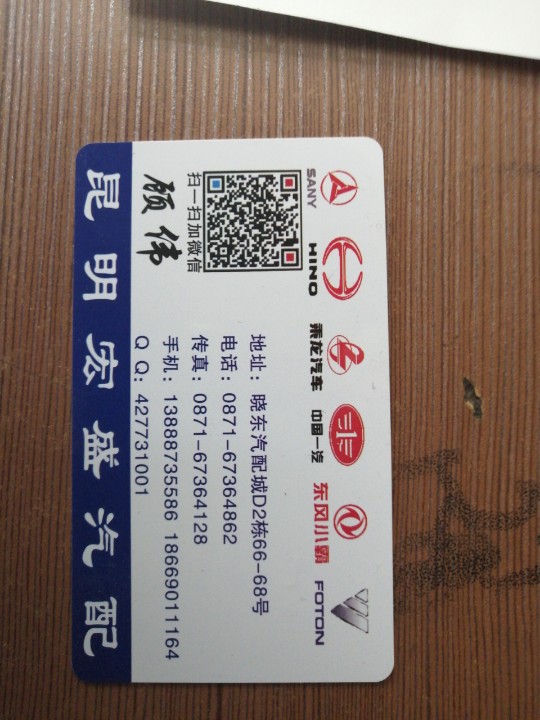 SANY
HINO
乘龙汽车
中国一汽
东风小霸
FOTON
扫一扫加微信
顾伟
地址：晓东汽配城D2栋66-68号
电话：0871-67364862
传真：0871-67364128
手机：13888735586 18669011164
Q Q：427731001
昆明宏盛汽配